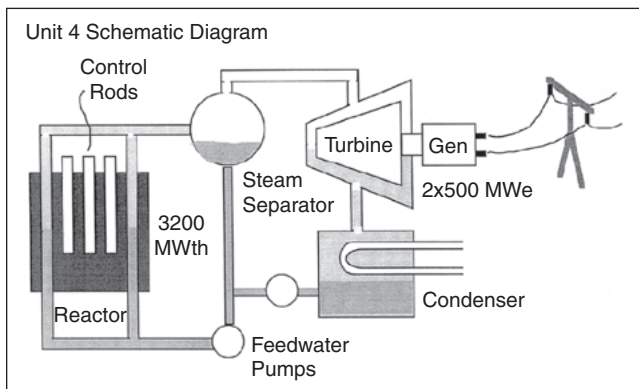 Unit 4 Schematic Diagram
Control
Rods
Turbine
Gen
Steam
Separator
2x500 MWe
3200
MWth
Reactor
Condenser
Feedwater
Pumps